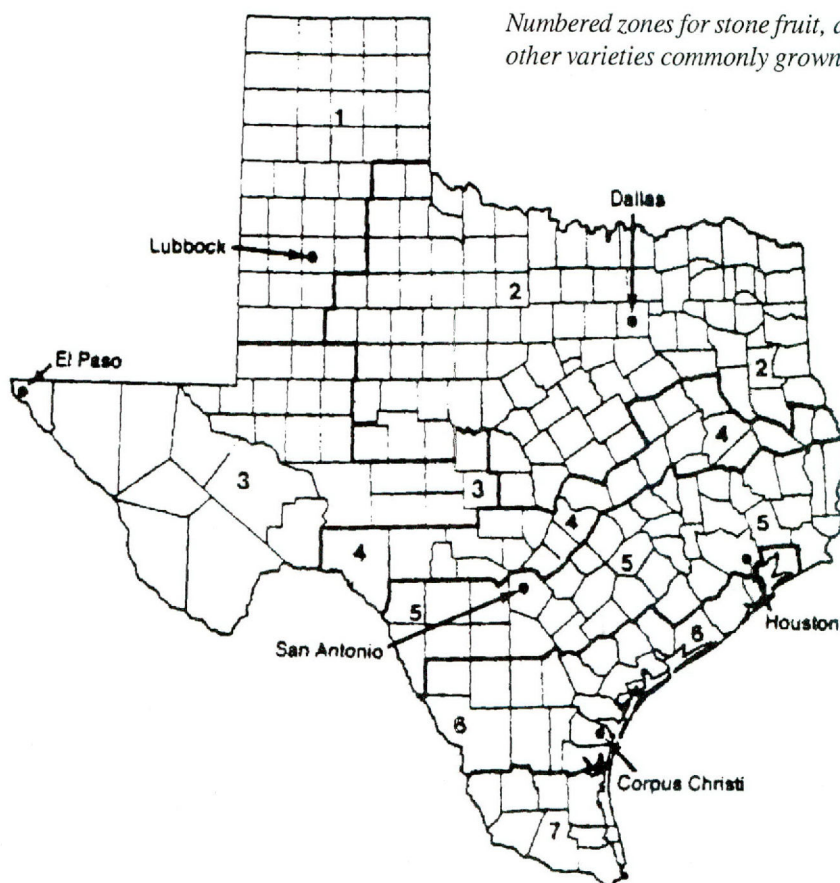 Numbered zones for stone fruit, 
other varieties commonly grown
1
Dallas
Lubbock
2
El Paso
2
4
3
3
4
5
4
5
5
San Antonio
Houston
6
6
Corpus Christi
7